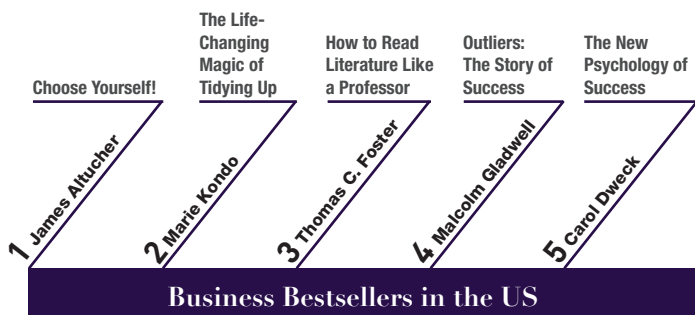 Choose Yourself!
1 James Altucher
The Life-
Changing
Magic of
Tidying Up
2 Marie Kondo
How to Read
Literature Like
a Professor
3 Thomas C. Foster
Outliers:
The Story of
Success
4 Malcolm Gladwell
The New
Psychology of
Success
5 Carol Dweck
Business Bestsellers in the US